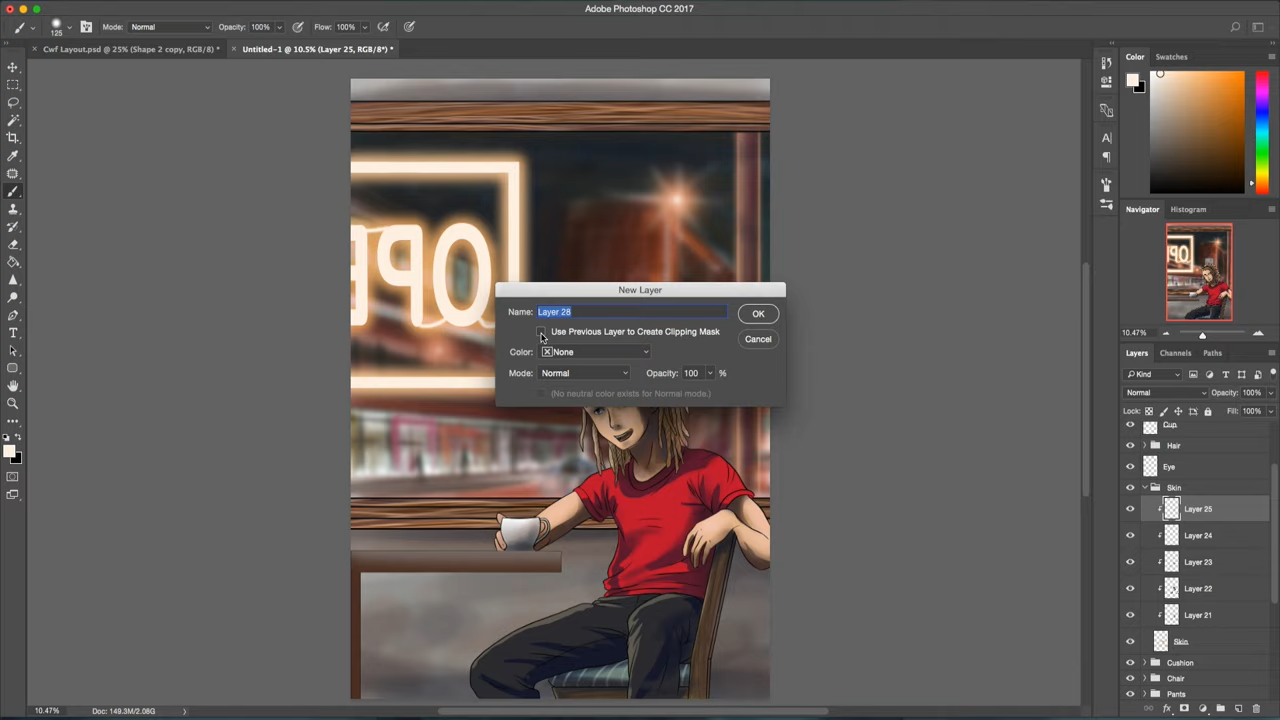 Adobe Photoshop CC 2017
125
Mode: Normal
Opacity: 100%
Flow: 100%
Cwf Layout.psd @ 25% (Shape 2 copy, RGB/8) *
Untitled-1 @ 10.5% (Layer 25, RGB/8*) *
Color
Swatches
Navigator
Histogram
New Layer
Name: Layer 28
OK
Use Previous Layer to Create Clipping Mask
Cancel
Color: None
Mode: Normal
Opacity: 100 %
(No neutral color exists for Normal mode.)
10.47%
Layers
Channels
Paths
Kind
Normal
Opacity: 100%
Lock:
Fill: 100%
Cup
Hair
Eye
Skin
Layer 25
Layer 24
Layer 23
Layer 22
Layer 21
Skin
Cushion
Chair
Pants
10.47%
Doc: 149.3M/2.08G